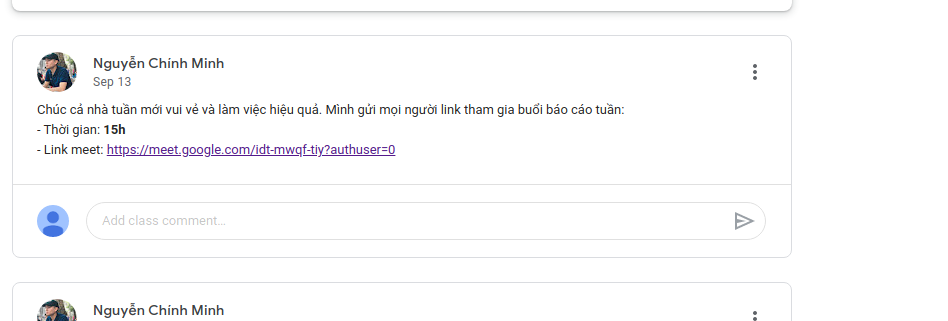 Nguyễn Chính Minh
Sep 13
Chúc cả nhà tuần mới vui vẻ và làm việc hiệu quả. Mình gửi mọi người link tham gia buổi báo cáo tuần:
- Thời gian: 15h
- Link meet: https://meet.google.com/idt-mwqf-tiy?authuser=0
Add class comment...
Nguyễn Chính Minh